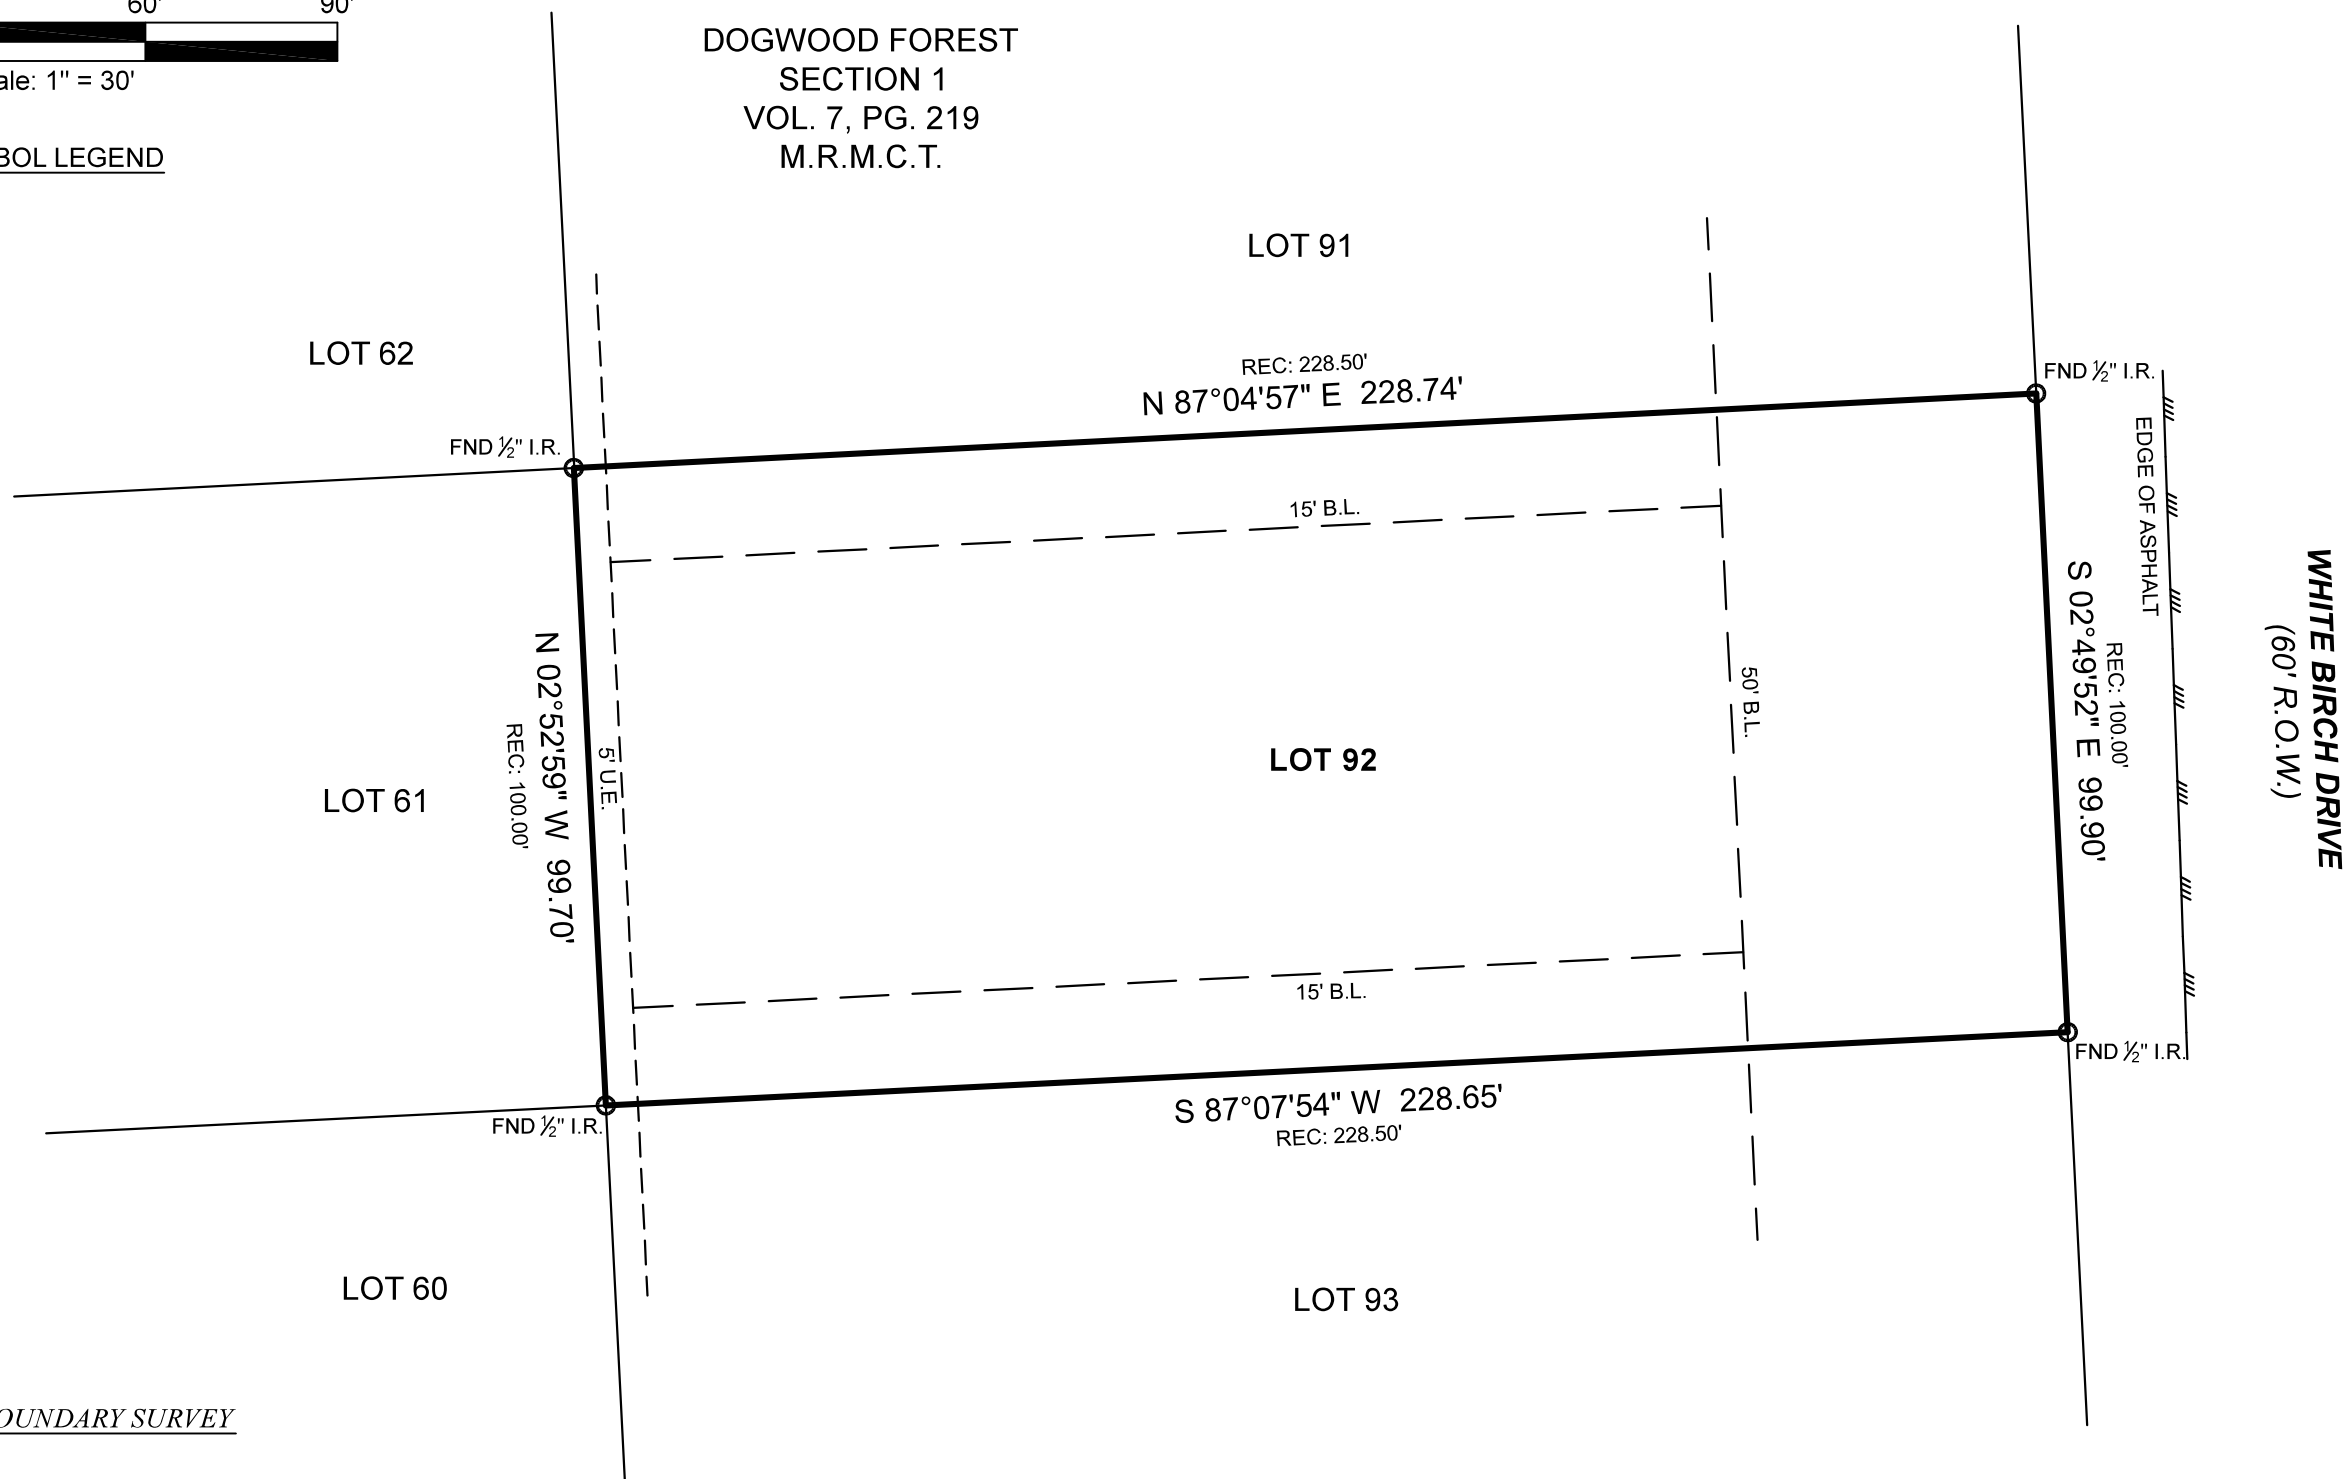 60' 90'
ale: 1" = 30'
BOL LEGEND
DOGWOOD FOREST
SECTION 1
VOL. 7, PG. 219
M.R.M.C.T.
LOT 91
LOT 62
REC: 228.50'
N 87°04'57" E 228.74'
FND ½" I.R.
FND ½" I.R.
EDGE OF ASPHALT
15' B.L.
WHITE BIRCH DRIVE
(60' R.O.W.)
S 02°49'52" E 99.90'
REC: 100.00'
50' B.L.
N 02°52'59" W 99.70'
REC: 100.00'
5' U.E.
LOT 92
LOT 61
15' B.L.
FND ½" I.R.
FND ½" I.R.
S 87°07'54" W 228.65'
REC: 228.50'
LOT 60
LOT 93
OUNDARY SURVEY